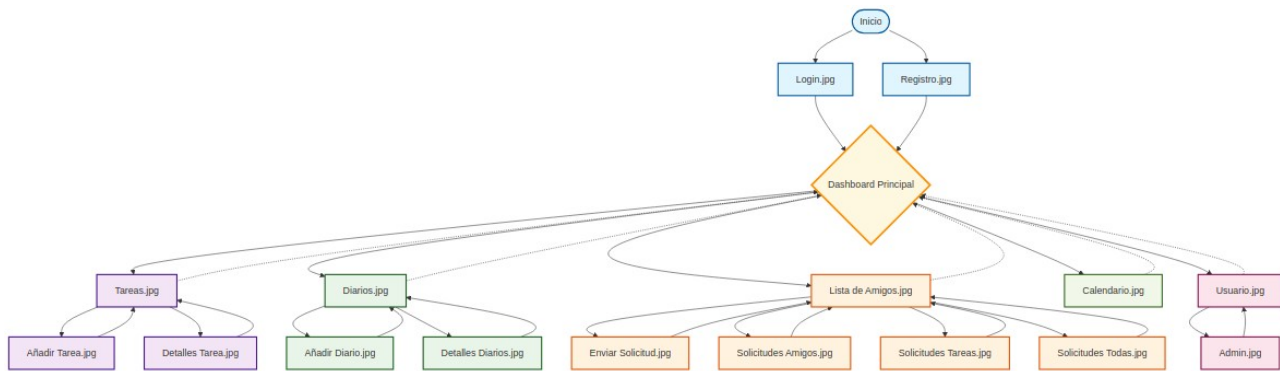 Inicio
Login.jpg
Registro.jpg
Dashboard Principal
Tareas.jpg
Diarios.jpg
Lista de Amigos.jpg
Calendario.jpg
Usuario.jpg
Añadir Tarea.jpg
Detalles Tarea.jpg
Añadir Diario.jpg
Detalles Diarios.jpg
Enviar Solicitud.jpg
Solicitudes Amigos.jpg
Solicitudes Tareas.jpg
Solicitudes Todas.jpg
Admin.jpg